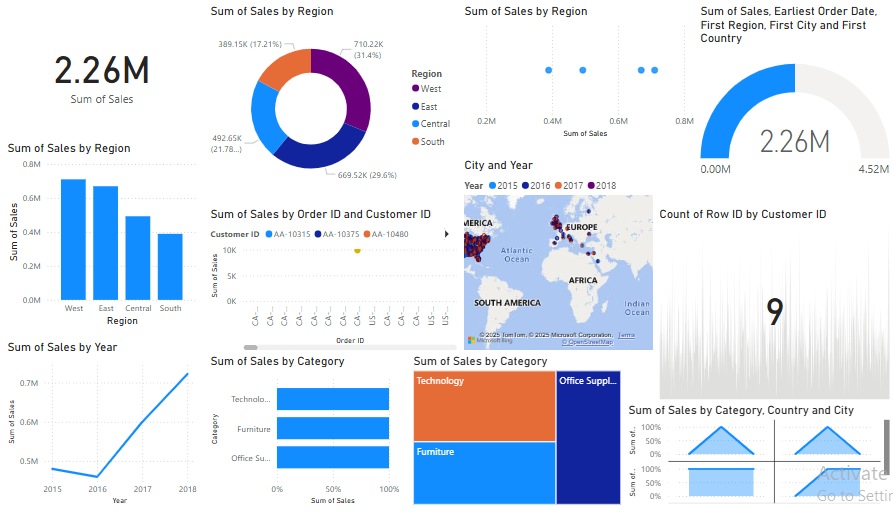 2.26M
Sum of Sales
Sum of Sales by Region
389.15K (17.21%)
710.22K
(31.4%)
492.65K
(21.78...)
669.52K (29.6%)
Region
West
East
Central
South
Sum of Sales by Region
0.2M 0.4M 0.6M 0.8M
Sum of Sales
Sum of Sales, Earliest Order Date,
First Region, First City and First
Country
2.26M
0.00M 4.52M
Sum of Sales by Region
Sum of Sales
0.8M
0.6M
0.4M
0.2M
0.0M
West East Central South
Region
Sum of Sales by Order ID and Customer ID
Customer ID AA-10315 AA-10375 AA-10480
Sum of Sales
10K
5K
0K
CA-... CA-... CA-... CA-... CA-... CA-... CA-... CA-... US-... CA-... CA-... CA-... CA-... US-...
Order ID
City and Year
Year 2015 2016 2017 2018
MERICA
EUROPE
Atlantic
Ocean
AFRICA
SOUTH AMERICA
Indian
Ocean
Microsoft Bing
© 2025 TomTom, © 2025 Microsoft Corporation, Terms
© OpenStreetMap
Count of Row ID by Customer ID
9
Sum of Sales by Year
Sum of Sales
0.7M
0.6M
0.5M
2015 2016 2017 2018
Year
Sum of Sales by Category
Category
Technolo...
Furniture
Office Su...
0% 50% 100%
Sum of Sales
Sum of Sales by Category
Technology
Office Suppl...
Furniture
Sum of Sales by Category, Country and City
Sum of...
100%
50%
0%
Sum of...
100%
50%
0%
Activate
Go to Settin